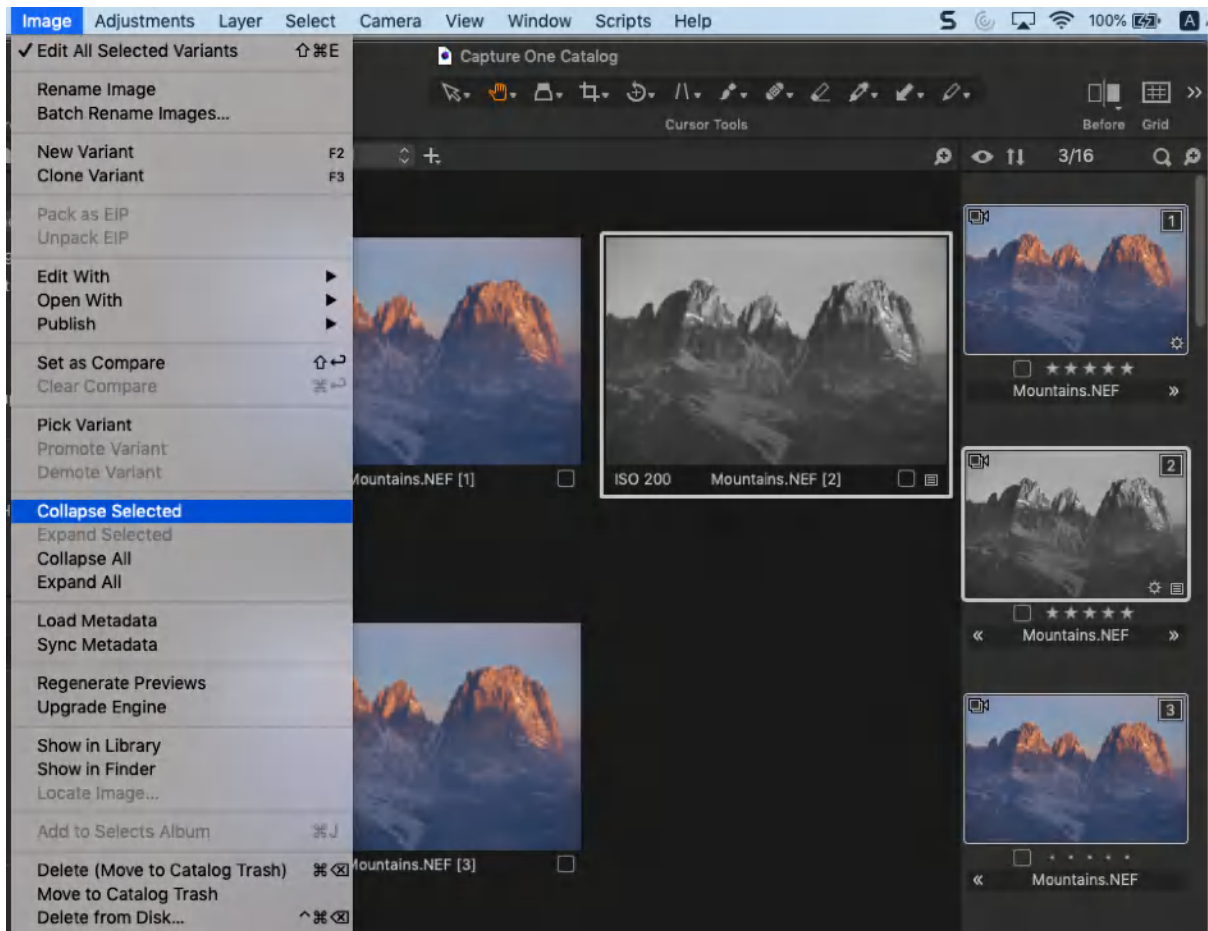 Image Adjustments Layer Select Camera View Window Scripts Help 100% A
✓ Edit All Selected Variants ⇧⌘E
Capture One Catalog
Rename Image
Batch Rename Images...
Cursor Tools
Before Grid
New Variant F2
Clone Variant F3
3/16
Pack as EIP
Unpack EIP
Edit With ▶
Open With ▶
Publish ▶
Set as Compare ⇧↩
Clear Compare ⌘↩
Pick Variant
Promote Variant
Demote Variant
Collapse Selected
Expand Selected
Collapse All
Expand All
Load Metadata
Sync Metadata
Regenerate Previews
Upgrade Engine
Show in Library
Show in Finder
Locate Image...
Add to Selects Album ⌘J
Delete (Move to Catalog Trash) ⌘⌫
Move to Catalog Trash
Delete from Disk... ^⌘⌫
Mountains.NEF [1]
ISO 200 Mountains.NEF [2]
Mountains.NEF [3]
1
★★★★★
Mountains.NEF »
2
★★★★★
« Mountains.NEF »
3
• • • • •
« Mountains.NEF